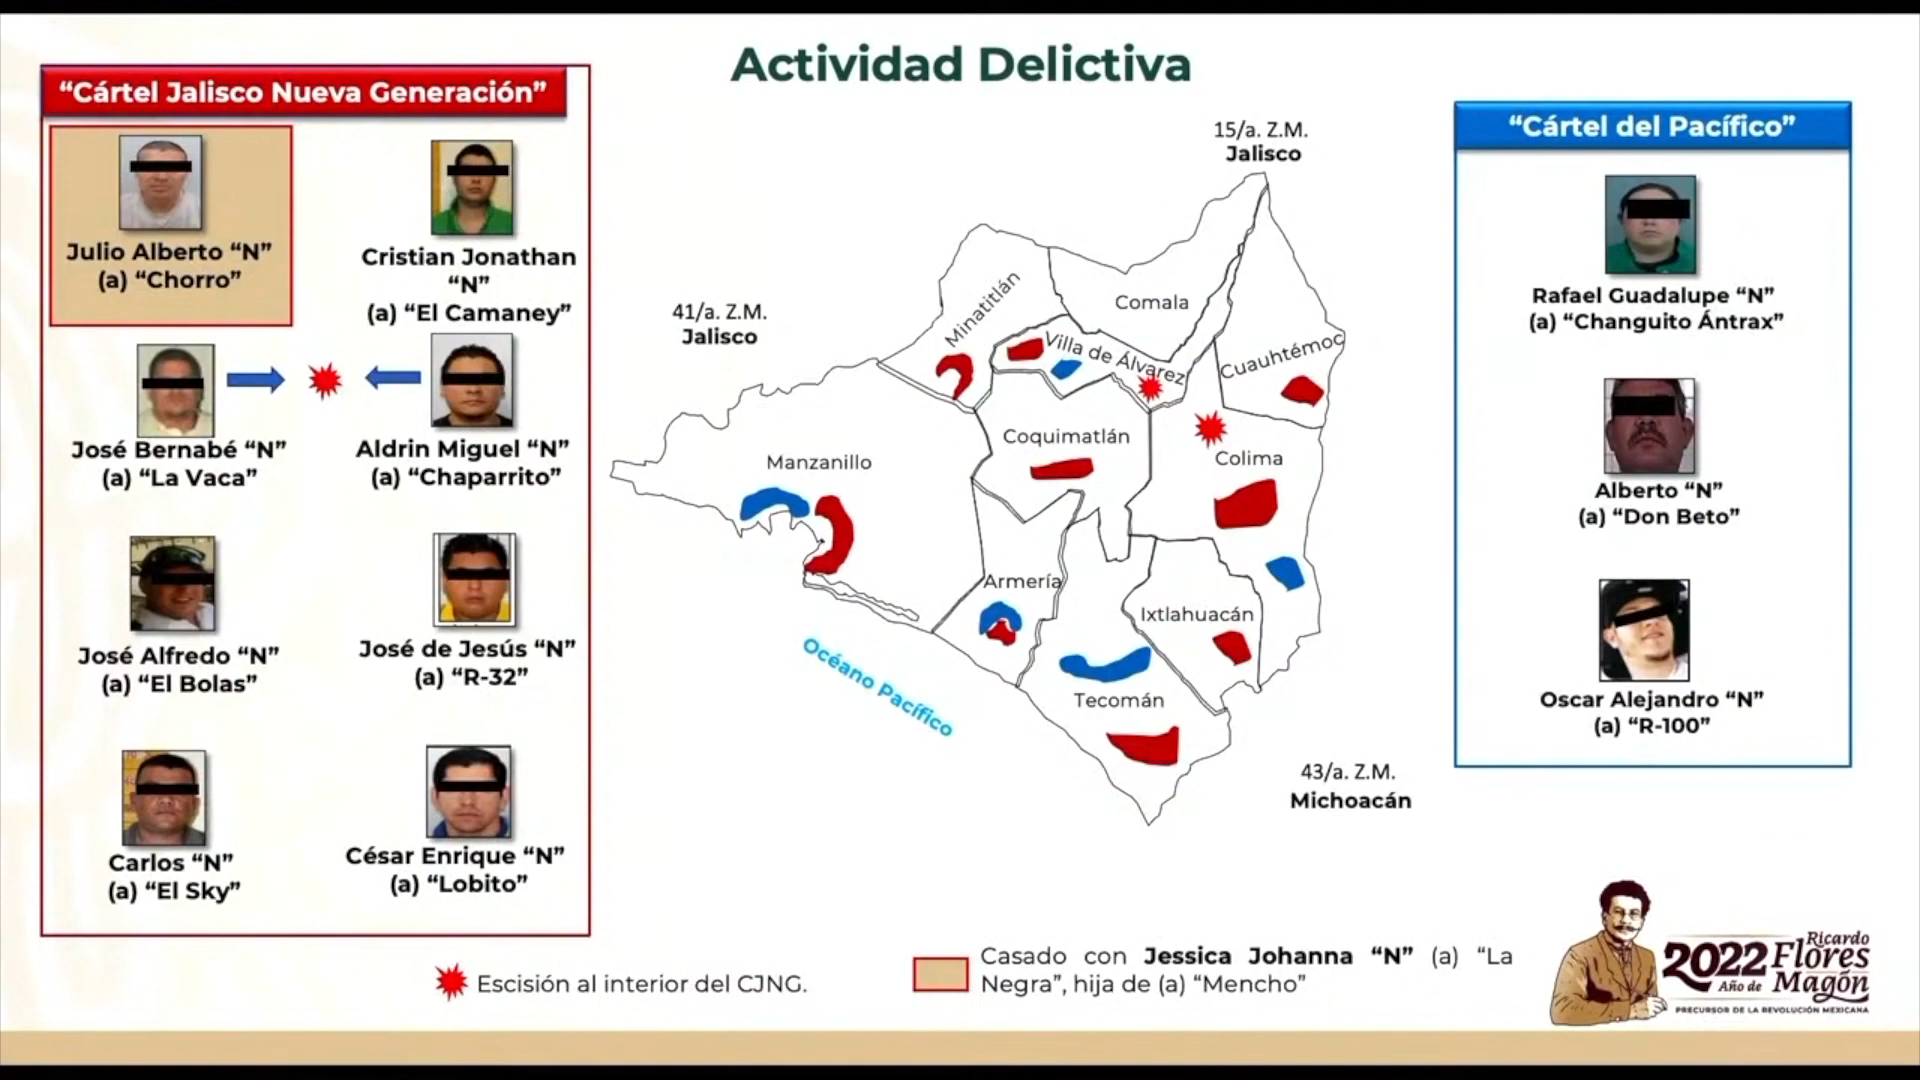 Actividad Delictiva
“Cártel Jalisco Nueva Generación”
Julio Alberto “N”
(a) “Chorro”
Cristian Jonathan
“N”
(a) “El Camaney”
José Bernabé “N”
(a) “La Vaca”
Aldrin Miguel “N”
(a) “Chaparrito”
José Alfredo “N”
(a) “El Bolas”
José de Jesús “N”
(a) “R-32”
Carlos “N”
(a) “El Sky”
César Enrique “N”
(a) “Lobito”
15/a. Z.M.
Jalisco
41/a. Z.M.
Jalisco
Minatitlán
Comala
Villa de Álvarez
Cuauhtémoc
Coquimatlán
Manzanillo
Colima
Armería
Ixtlahuacán
Tecomán
Océano Pacífico
43/a. Z.M.
Michoacán
“Cártel del Pacífico”
Rafael Guadalupe “N”
(a) “Changuito Ántrax”
Alberto “N”
(a) “Don Beto”
Oscar Alejandro “N”
(a) “R-100”
Escisión al interior del CJNG.
Casado con Jessica Johanna “N” (a) “La
Negra”, hija de (a) “Mencho”
2022 Ricardo
Flores
Año de Magón
PRECURSOR DE LA REVOLUCIÓN MEXICANA